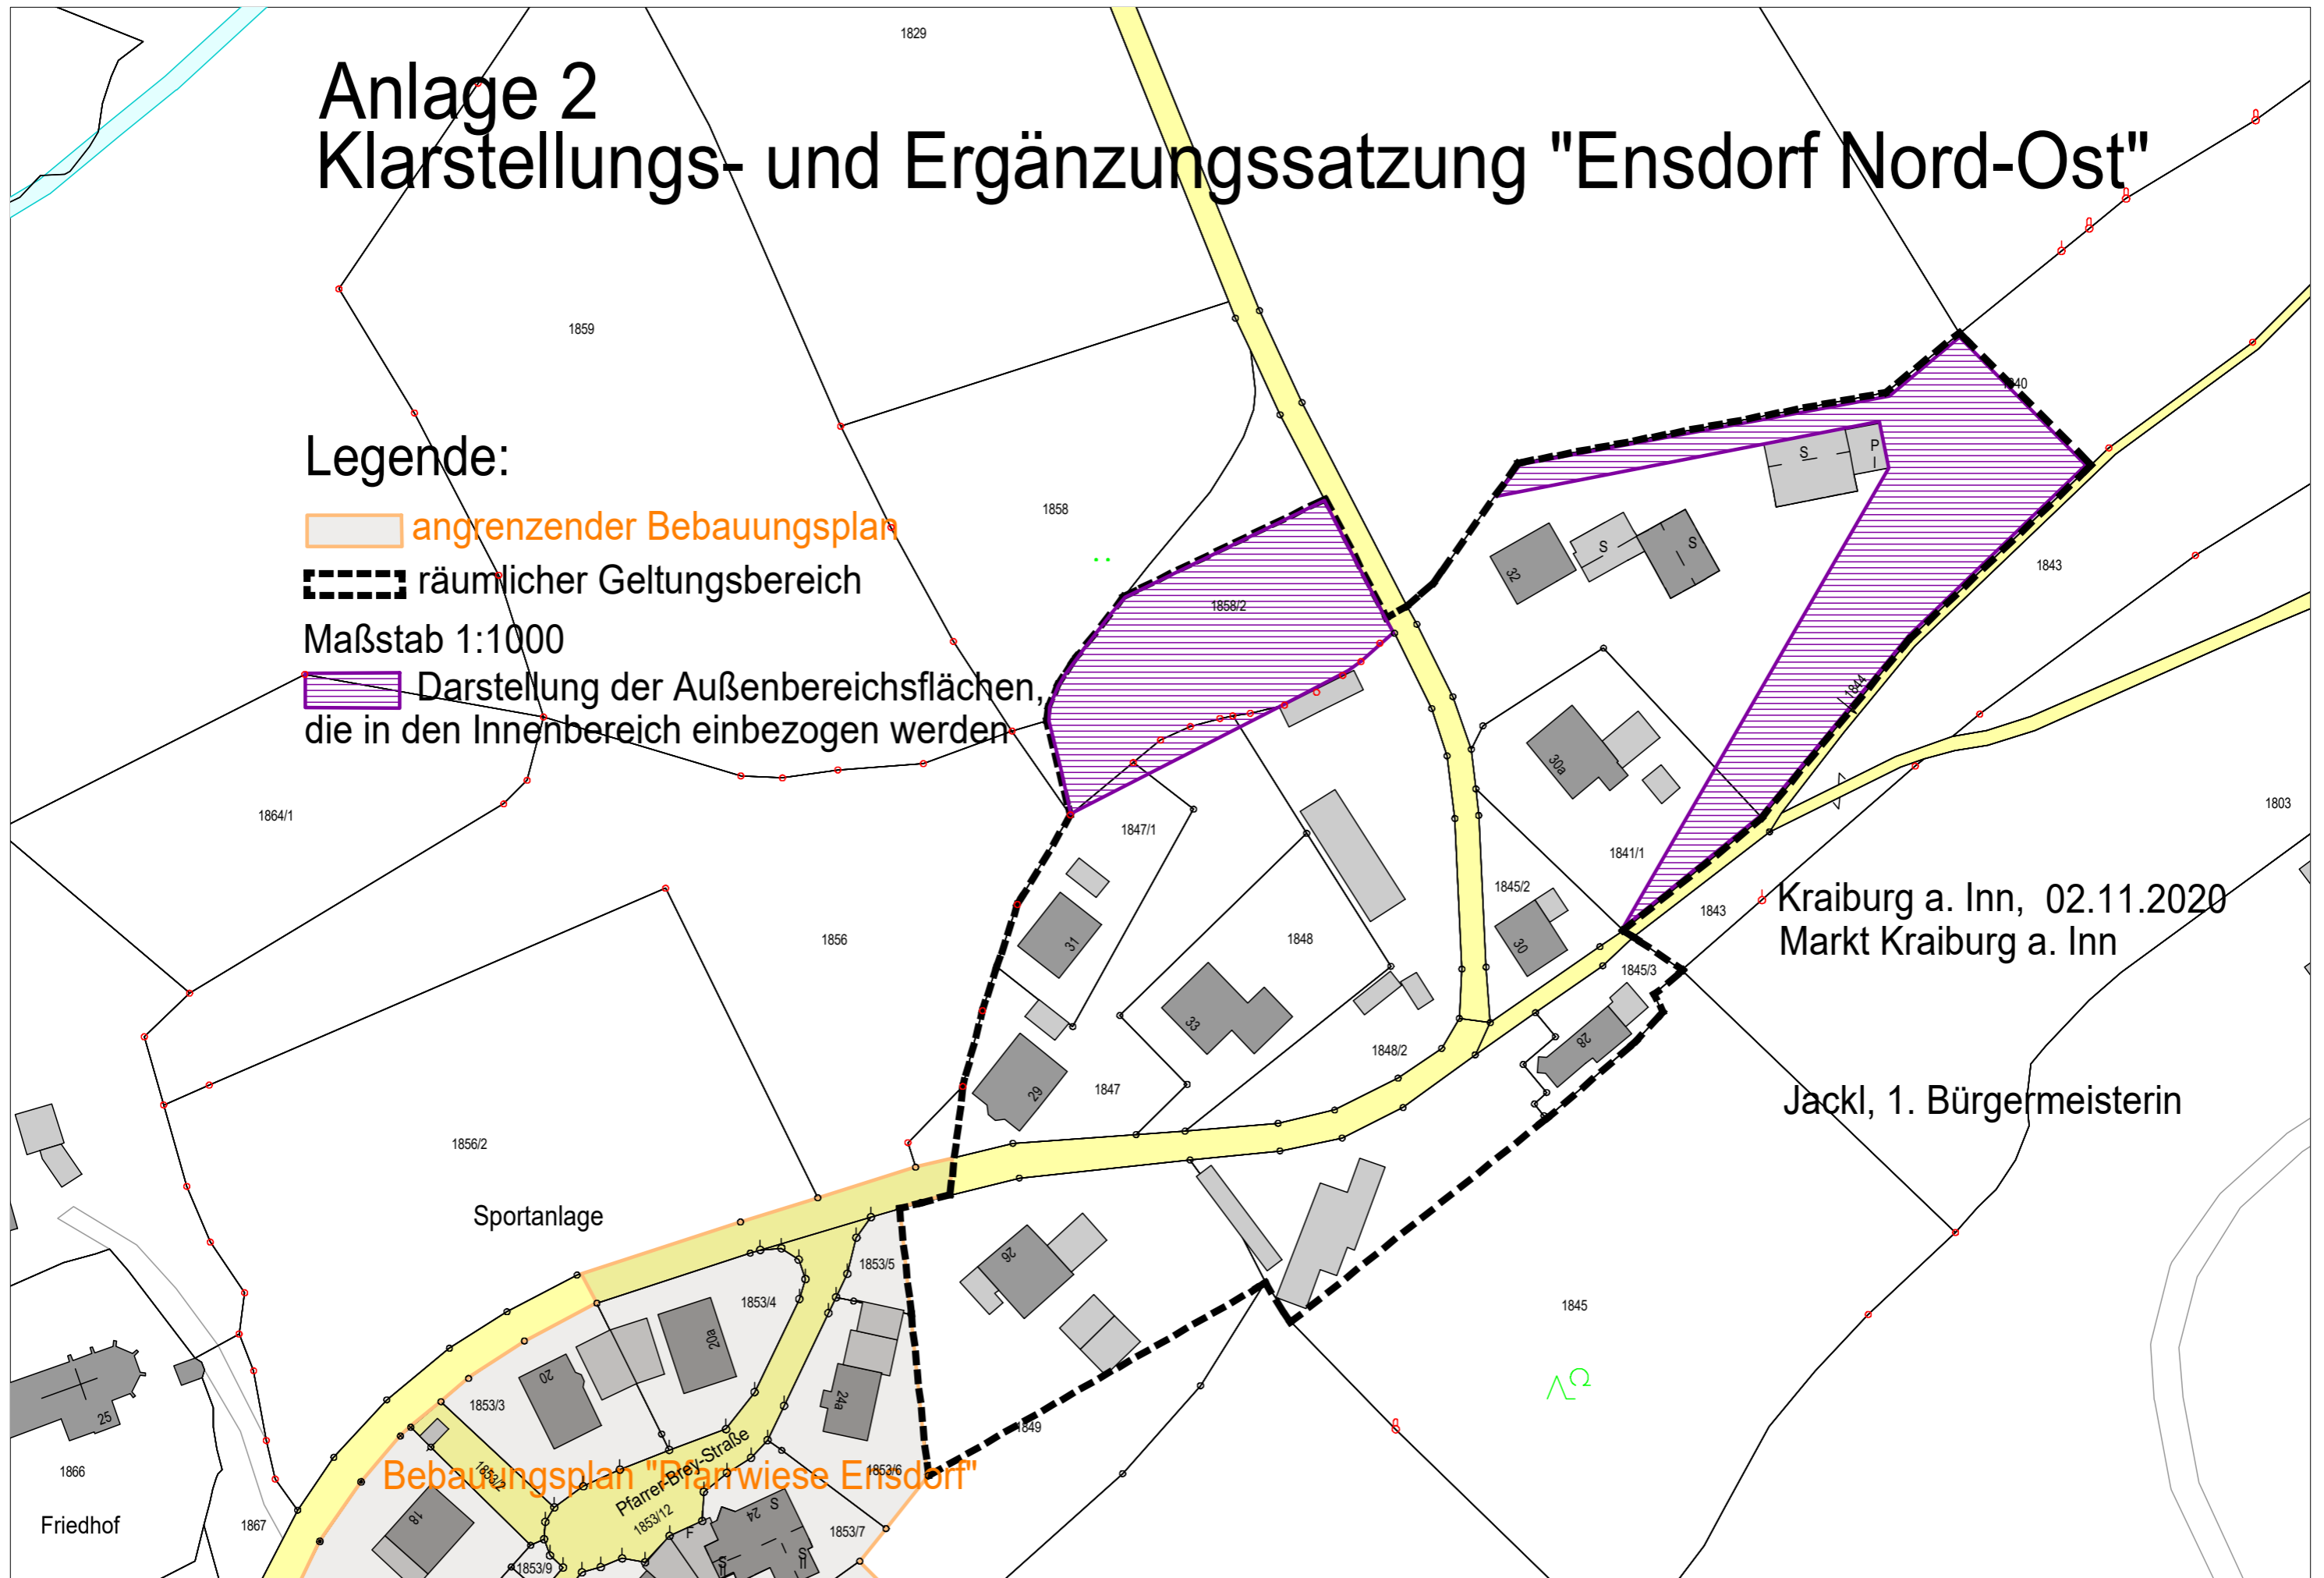 1829
Anlage 2
Klarstellungs- und Ergänzungssatzung "Ensdorf Nord-Ost"
1859
1840
Legende:
S
P
I
1858
angrenzender Bebauungsplan
S
S
I
32
1843
räumlicher Geltungsbereich
1858/2
Maßstab 1:1000
Darstellung der Außenbereichsflächen,
die in den Innenbereich einbezogen werden
1844
30a
1864/1
1847/1
1803
1841/1
1845/2
Kraiburg a. Inn, 02.11.2020
1843
Markt Kraiburg a. Inn
1856
31
1848
30
1845/3
33
28
1848/2
29
1847
Jackl, 1. Bürgermeisterin
1856/2
Sportanlage
26
1853/5
1853/4
1845
20a
20
24a
1853/3
25
1849
Pfarrer-Brey-Straße
1866
1853/2
Bebauungsplan "Pfarrwiese Ensdorf"
1853/6
18
1853/12
24
S
F
Friedhof
1867
1853/7
1853/9
S
S